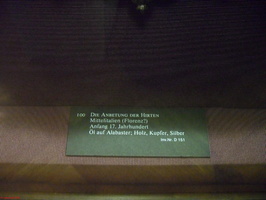 100 DIE ANBETUNG DER HIRTEN
Mittelitalien (Florenz?)
Anfang 17. Jahrhundert
Öl auf Alabaster; Holz, Kupfer, Silber
Inv.Nr. D 161